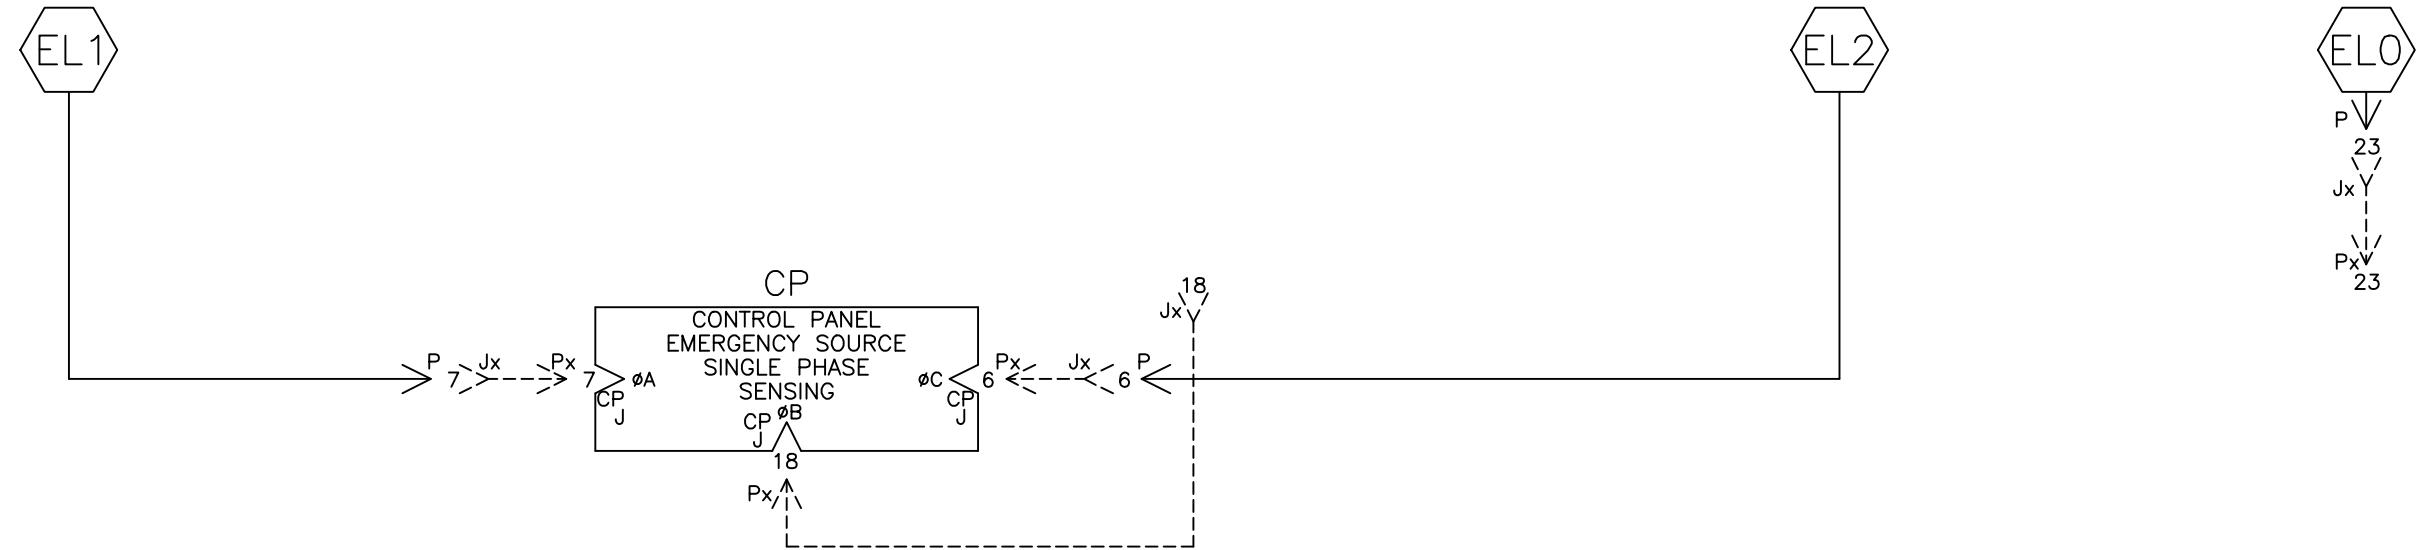 EL1
EL2
EL0
P
23
Jx
Px
23
CP
18
Jx
CONTROL PANEL
EMERGENCY SOURCE
SINGLE PHASE
SENSING
P
7
Jx
Px
7
øA
CP
J
øC
CP
J
6
Px
Jx
6
P
øB
CP
J
18
Px